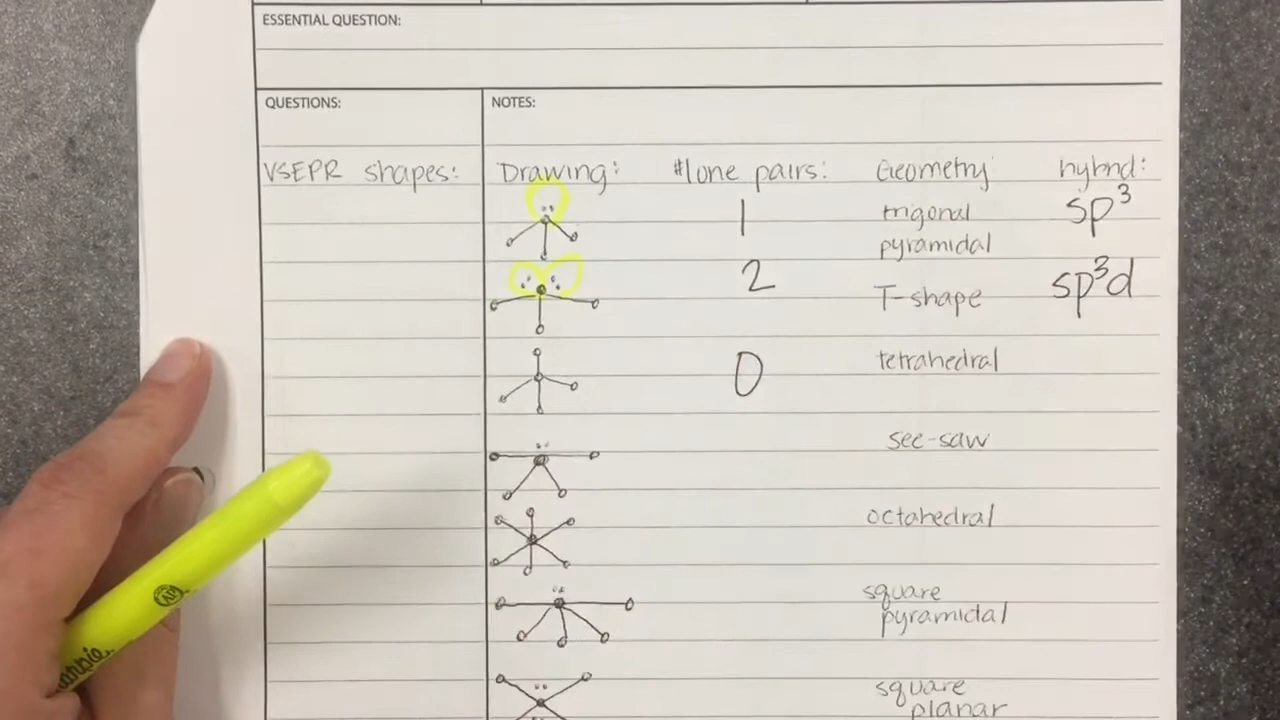 ESSENTIAL QUESTION:
QUESTIONS:
NOTES:
VSEPR shapes:
Drawing:
#lone pairs:
Geometry
hybrid:
1
trigonal
pyramidal
sp³
2
T-shape
sp³d
0
tetrahedral
see-saw
octahedral
square
pyramidal
square
planar
AP